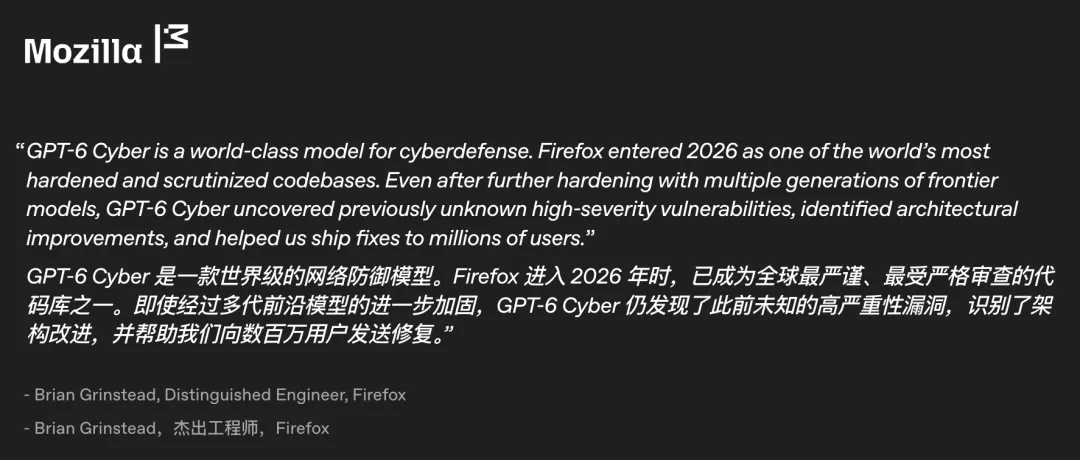 Mozilla
“GPT-6 Cyber is a world-class model for cyberdefense. Firefox entered 2026 as one of the world’s most
hardened and scrutinized codebases. Even after further hardening with multiple generations of frontier
models, GPT-6 Cyber uncovered previously unknown high-severity vulnerabilities, identified architectural
improvements, and helped us ship fixes to millions of users.”
GPT-6 Cyber 是一款世界级的网络防御模型。Firefox 进入 2026 年时，已成为全球最严谨、最受严格审查的代
码库之一。即使经过多代前沿模型的进一步加固，GPT-6 Cyber 仍发现了此前未知的高严重性漏洞，识别了架
构改进，并帮助我们向数百万用户发送修复。”
- Brian Grinstead, Distinguished Engineer, Firefox
- Brian Grinstead，杰出工程师，Firefox